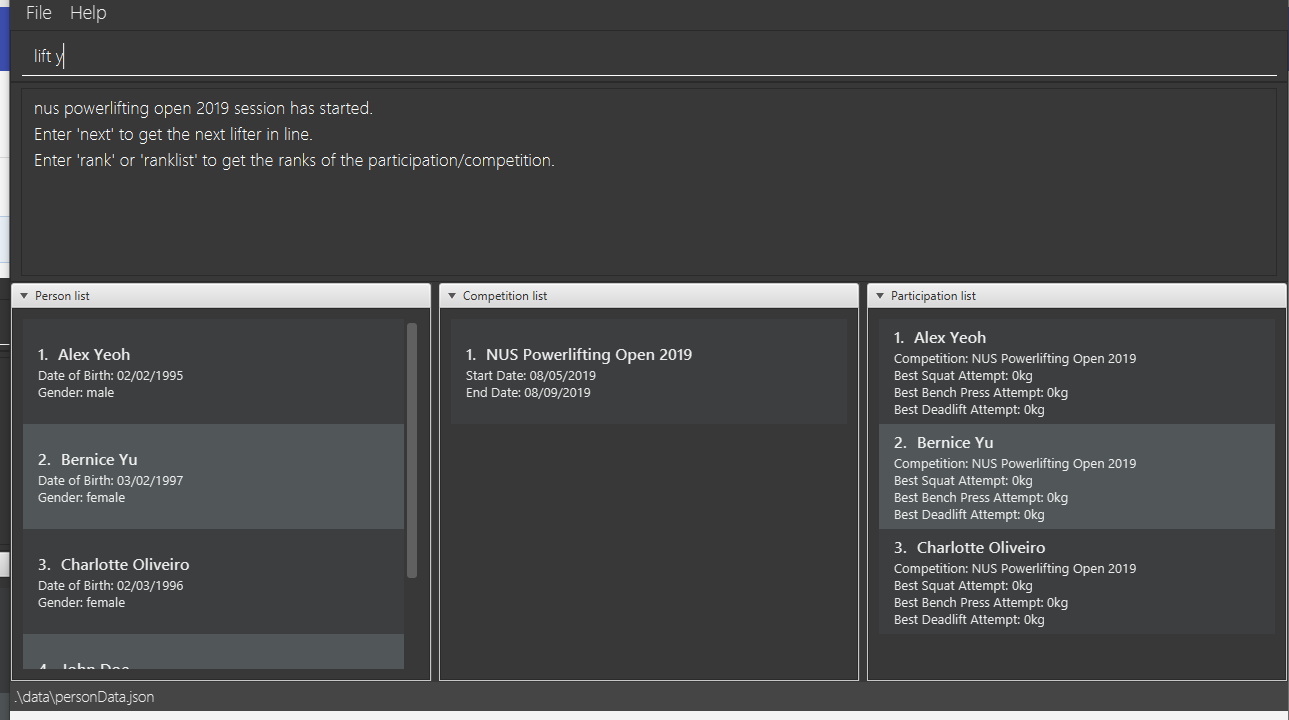 File Help
lift y
nus powerlifting open 2019 session has started.
Enter 'next' to get the next lifter in line.
Enter 'rank' or 'ranklist' to get the ranks of the participation/competition.
Person list
1. Alex Yeoh
Date of Birth: 02/02/1995
Gender: male
2. Bernice Yu
Date of Birth: 03/02/1997
Gender: female
3. Charlotte Oliveiro
Date of Birth: 02/03/1996
Gender: female
4. John Doe
Competition list
1. NUS Powerlifting Open 2019
Start Date: 08/05/2019
End Date: 08/09/2019
Participation list
1. Alex Yeoh
Competition: NUS Powerlifting Open 2019
Best Squat Attempt: 0kg
Best Bench Press Attempt: 0kg
Best Deadlift Attempt: 0kg
2. Bernice Yu
Competition: NUS Powerlifting Open 2019
Best Squat Attempt: 0kg
Best Bench Press Attempt: 0kg
Best Deadlift Attempt: 0kg
3. Charlotte Oliveiro
Competition: NUS Powerlifting Open 2019
Best Squat Attempt: 0kg
Best Bench Press Attempt: 0kg
Best Deadlift Attempt: 0kg
.\data\personData.json